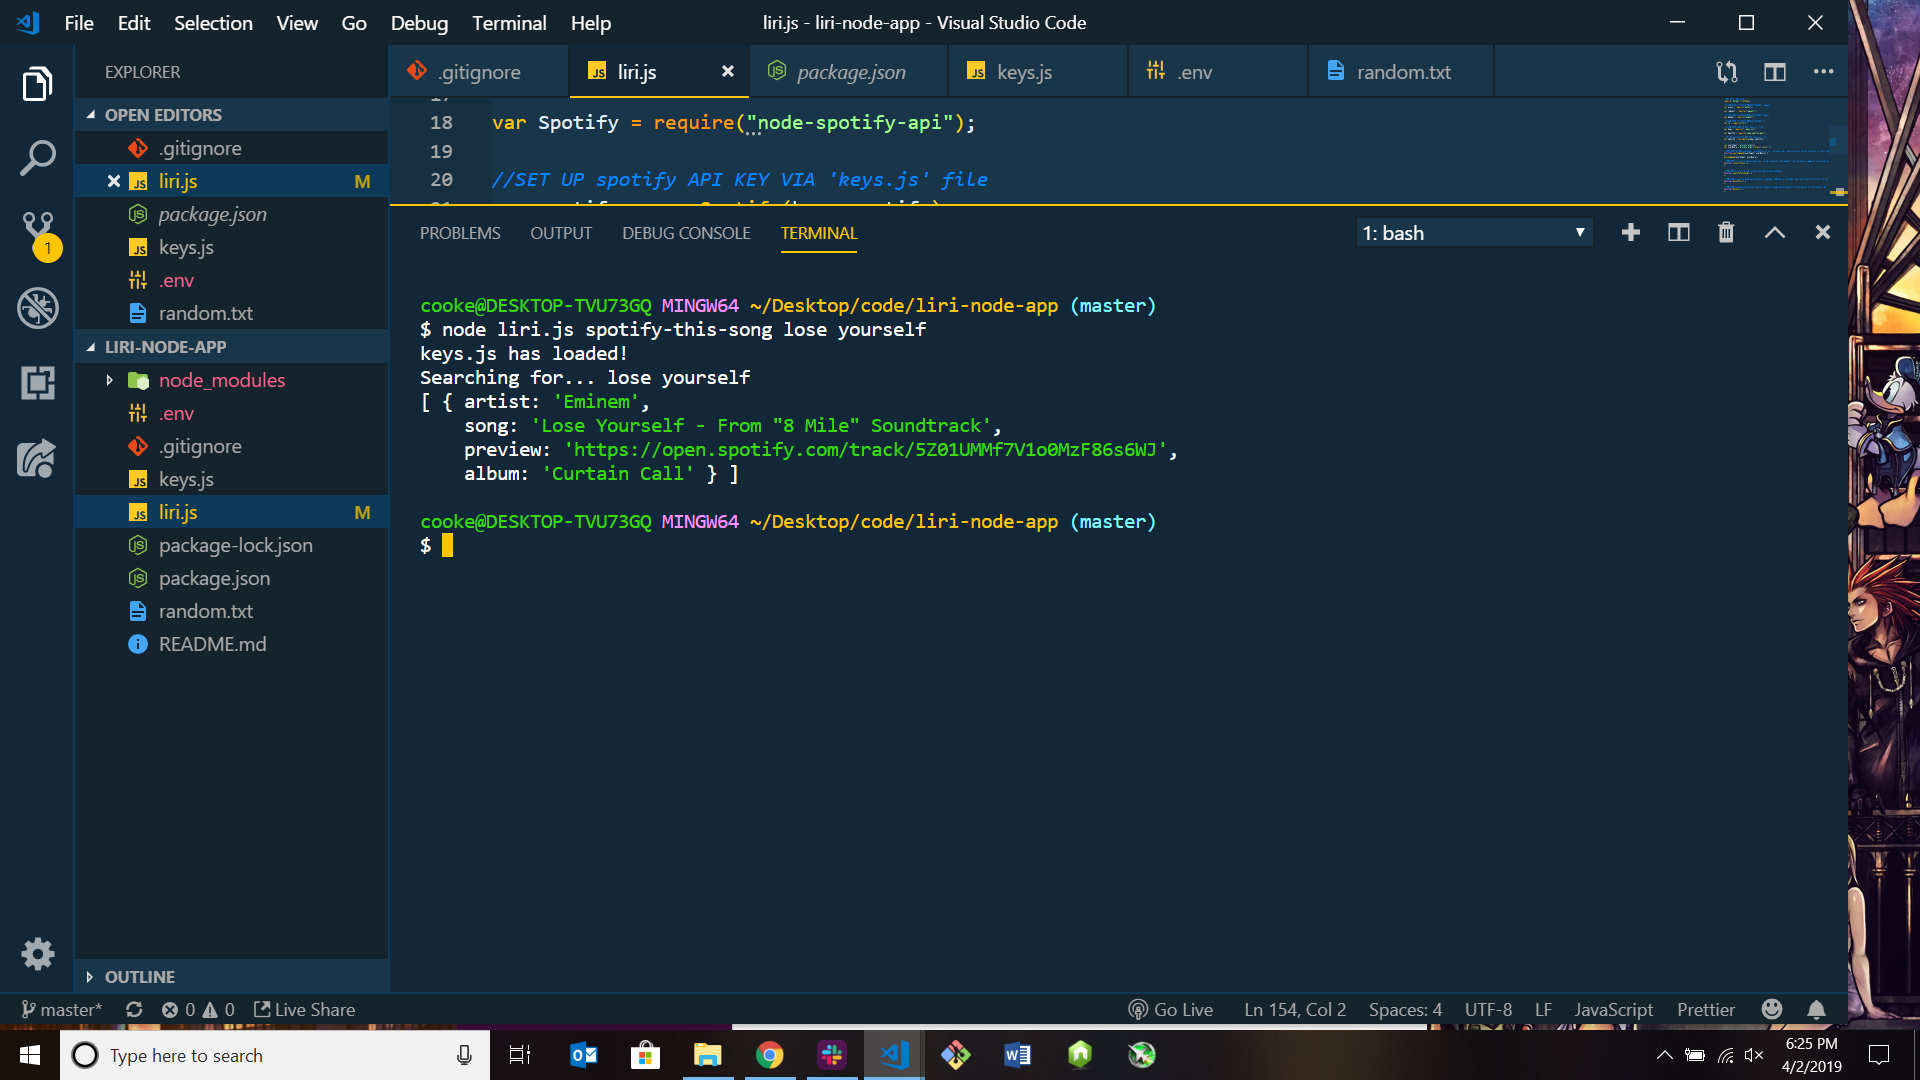 File Edit Selection View Go Debug Terminal Help
liri.js - liri-node-app - Visual Studio Code
EXPLORER
OPEN EDITORS
.gitignore
liri.js M
package.json
keys.js
1
.env
random.txt
LIRI-NODE-APP
node_modules
.env
.gitignore
keys.js
liri.js M
package-lock.json
package.json
random.txt
README.md
OUTLINE
.gitignore liri.js package.json keys.js .env random.txt
18 var Spotify = require("node-spotify-api");
19
20 //SET UP spotify API KEY VIA 'keys.js' file
PROBLEMS OUTPUT DEBUG CONSOLE TERMINAL
1: bash
cooke@DESKTOP-TVU73GQ MINGW64 ~/Desktop/code/liri-node-app (master)
$ node liri.js spotify-this-song lose yourself
keys.js has loaded!
Searching for... lose yourself
[ { artist: 'Eminem',
song: 'Lose Yourself - From "8 Mile" Soundtrack',
preview: 'https://open.spotify.com/track/5Z01UMMf7V1o0MzF86s6WJ',
album: 'Curtain Call' } ]
cooke@DESKTOP-TVU73GQ MINGW64 ~/Desktop/code/liri-node-app (master)
$
master* 0 0 Live Share
Go Live Ln 154, Col 2 Spaces: 4 UTF-8 LF JavaScript Prettier
Type here to search
6:25 PM
4/2/2019